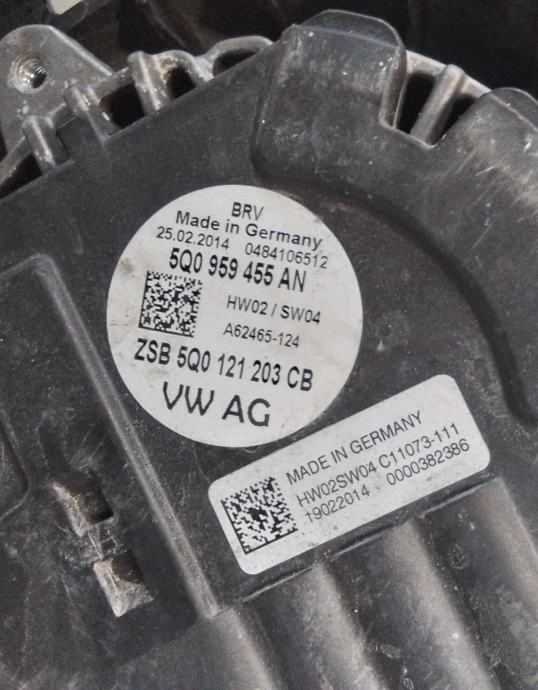 BRV
Made in Germany
25.02.2014 0484106512
5Q0 959 455 AN
HW02 / SW04
A62465-124
ZSB 5Q0 121 203 CB
VW AG
MADE IN GERMANY
HW02SW04 C11073-111
19022014 0000382386